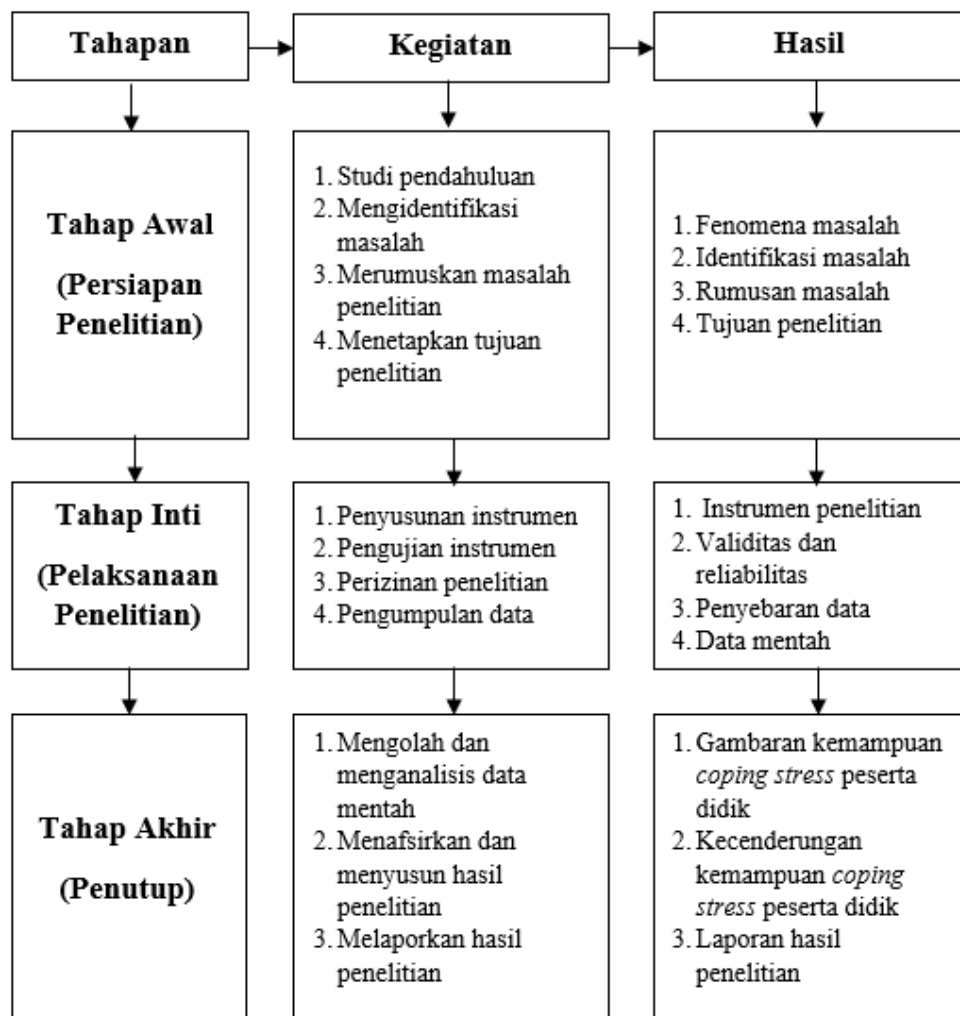 Tahapan
Kegiatan
Hasil
Tahap Awal
(Persiapan
Penelitian)
1. Studi pendahuluan
2. Mengidentifikasi
masalah
3. Merumuskan masalah
penelitian
4. Menetapkan tujuan
penelitian
1. Fenomena masalah
2. Identifikasi masalah
3. Rumusan masalah
4. Tujuan penelitian
Tahap Inti
(Pelaksanaan
Penelitian)
1. Penyusunan instrumen
2. Pengujian instrumen
3. Perizinan penelitian
4. Pengumpulan data
1. Instrumen penelitian
2. Validitas dan
reliabilitas
3. Penyebaran data
4. Data mentah
Tahap Akhir
(Penutup)
1. Mengolah dan
menganalisis data
mentah
2. Menafsirkan dan
menyusun hasil
penelitian
3. Melaporkan hasil
penelitian
1. Gambaran kemampuan
coping stress peserta
didik
2. Kecenderungan
kemampuan coping
stress peserta didik
3. Laporan hasil
penelitian